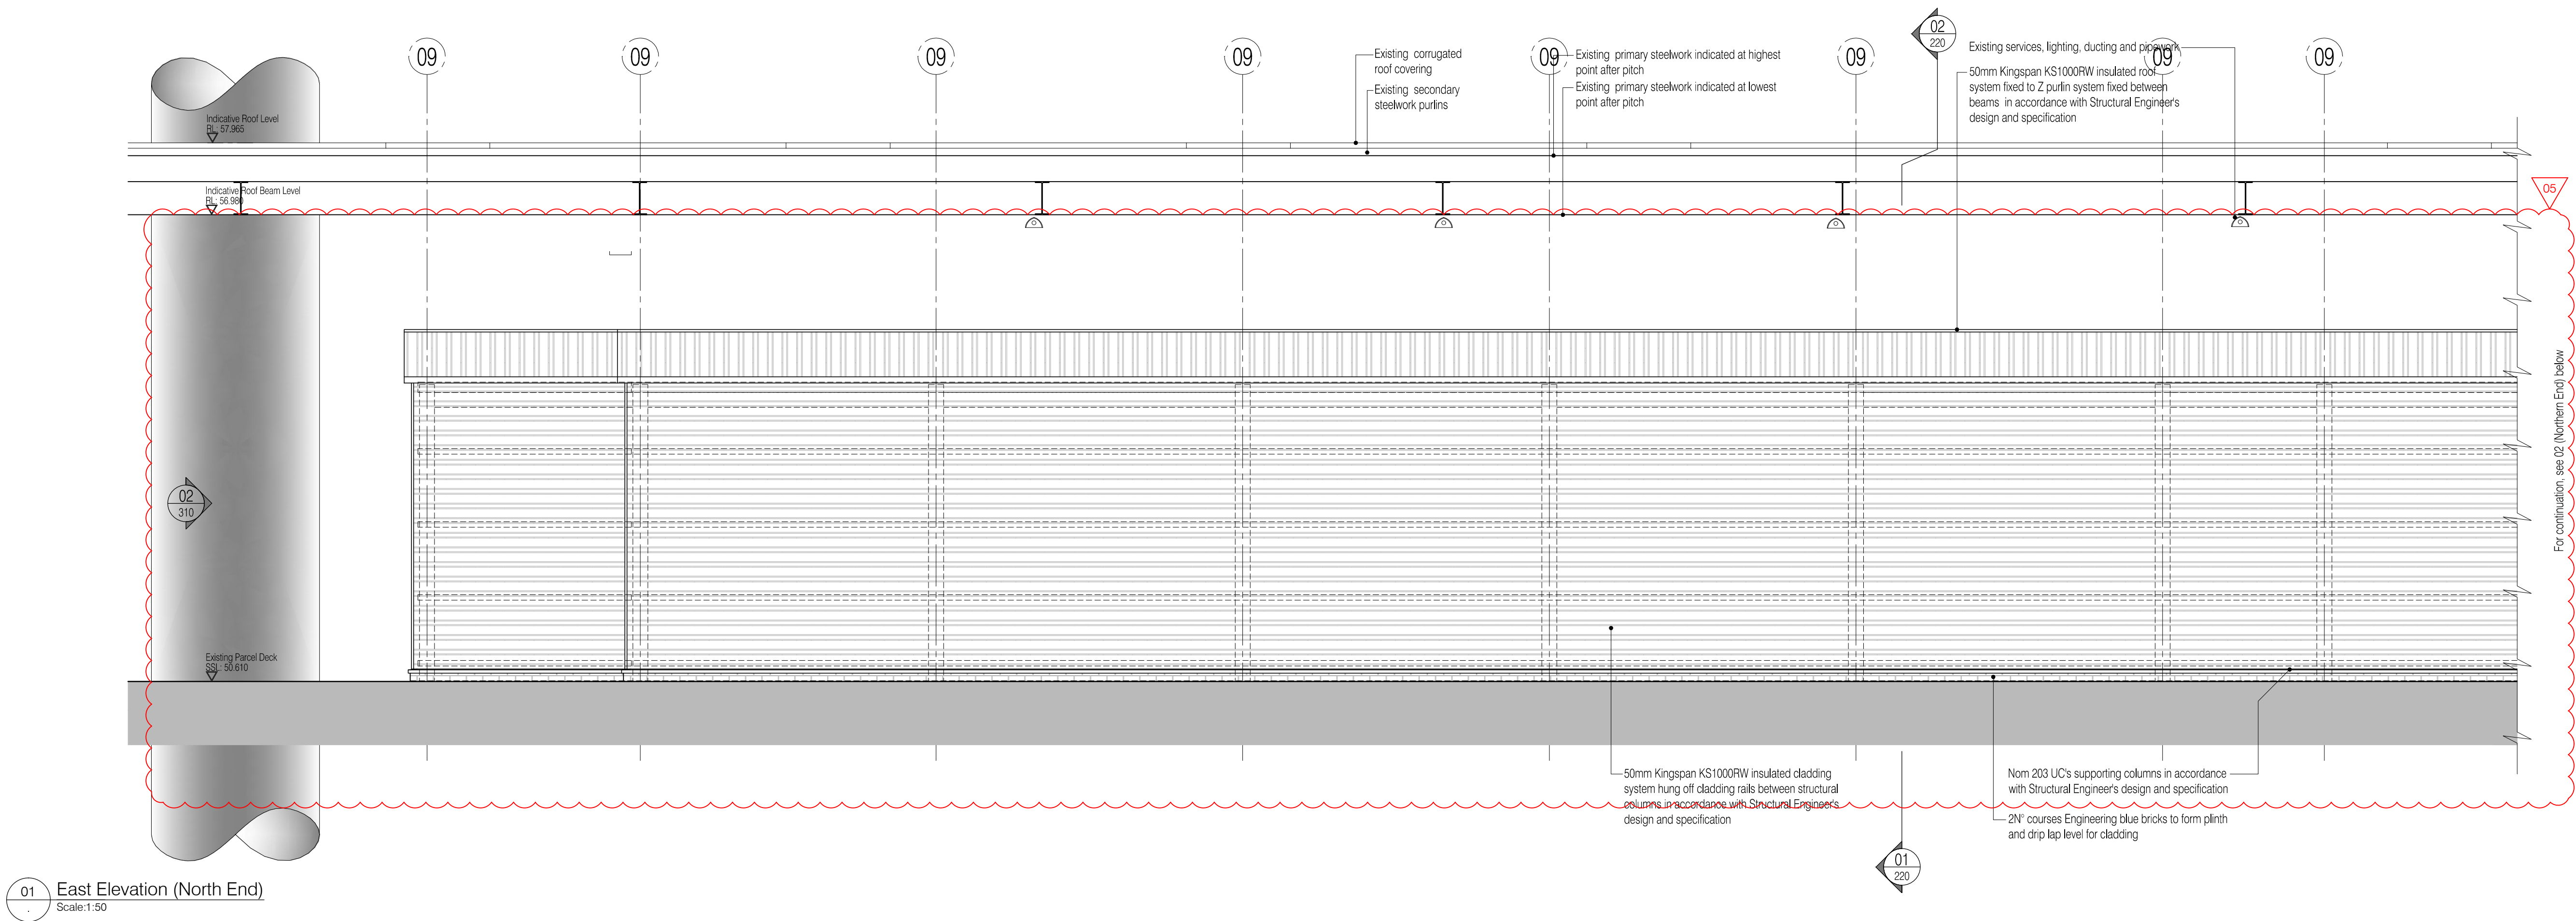 09
09
09
09
09
09
09
09
02
220
Existing corrugated
roof covering
Existing secondary
steelwork purlins
Existing primary steelwork indicated at highest
point after pitch
Existing primary steelwork indicated at lowest
point after pitch
Existing services, lighting, ducting and pipework
50mm Kingspan KS1000RW insulated roof
system fixed to Z purlin system fixed between
beams in accordance with Structural Engineer's
design and specification
Indicative Roof Level
RL: 57.965
Indicative Roof Beam Level
RL: 56.980
05
For continuation, see 02 (Northern End) below
02
310
Existing Parcel Deck
SSL: 50.610
50mm Kingspan KS1000RW insulated cladding
system hung off cladding rails between structural
columns in accordance with Structural Engineer's
design and specification
Nom 203 UC's supporting columns in accordance
with Structural Engineer's design and specification
2N° courses Engineering blue bricks to form plinth
and drip lap level for cladding
01
220
01
.
East Elevation (North End)
Scale:1:50